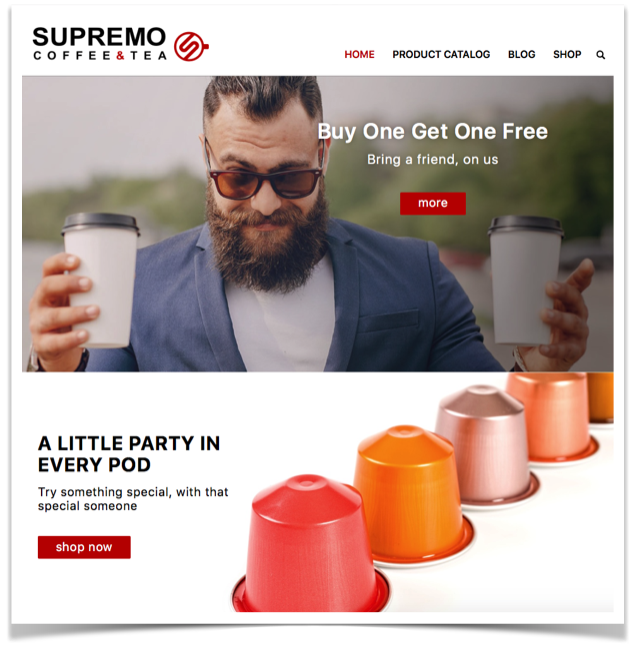 SUPREMO
COFFEE&TEA
HOME PRODUCT CATALOG BLOG SHOP
Buy One Get One Free
Bring a friend, on us
more
A LITTLE PARTY IN
EVERY POD
Try something special, with that
special someone
shop now